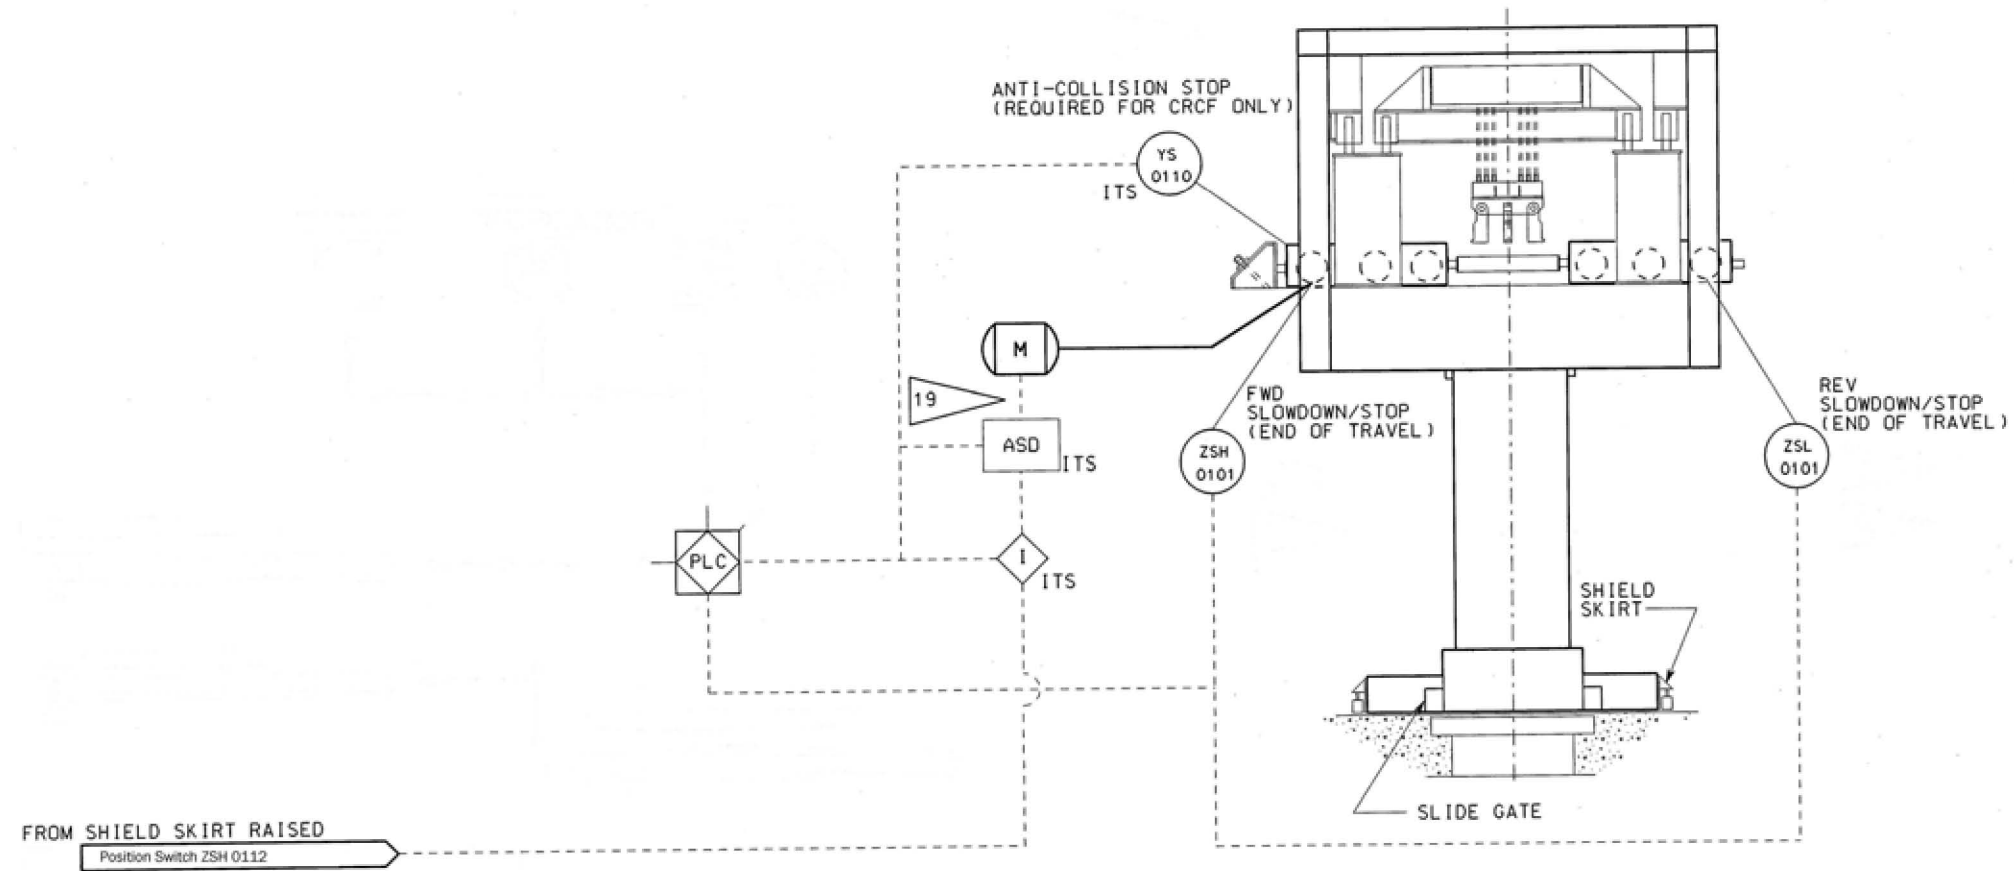 ANTI-COLLISION STOP
(REQUIRED FOR CRCF ONLY)
YS
0110
ITS
M
19
ASD
ITS
FWD
SLOWDOWN/STOP
(END OF TRAVEL)
ZSH
0101
REV
SLOWDOWN/STOP
(END OF TRAVEL)
ZSL
0101
PLC
I
ITS
SHIELD
SKIRT
SLIDE GATE
FROM SHIELD SKIRT RAISED
Position Switch ZSH 0112